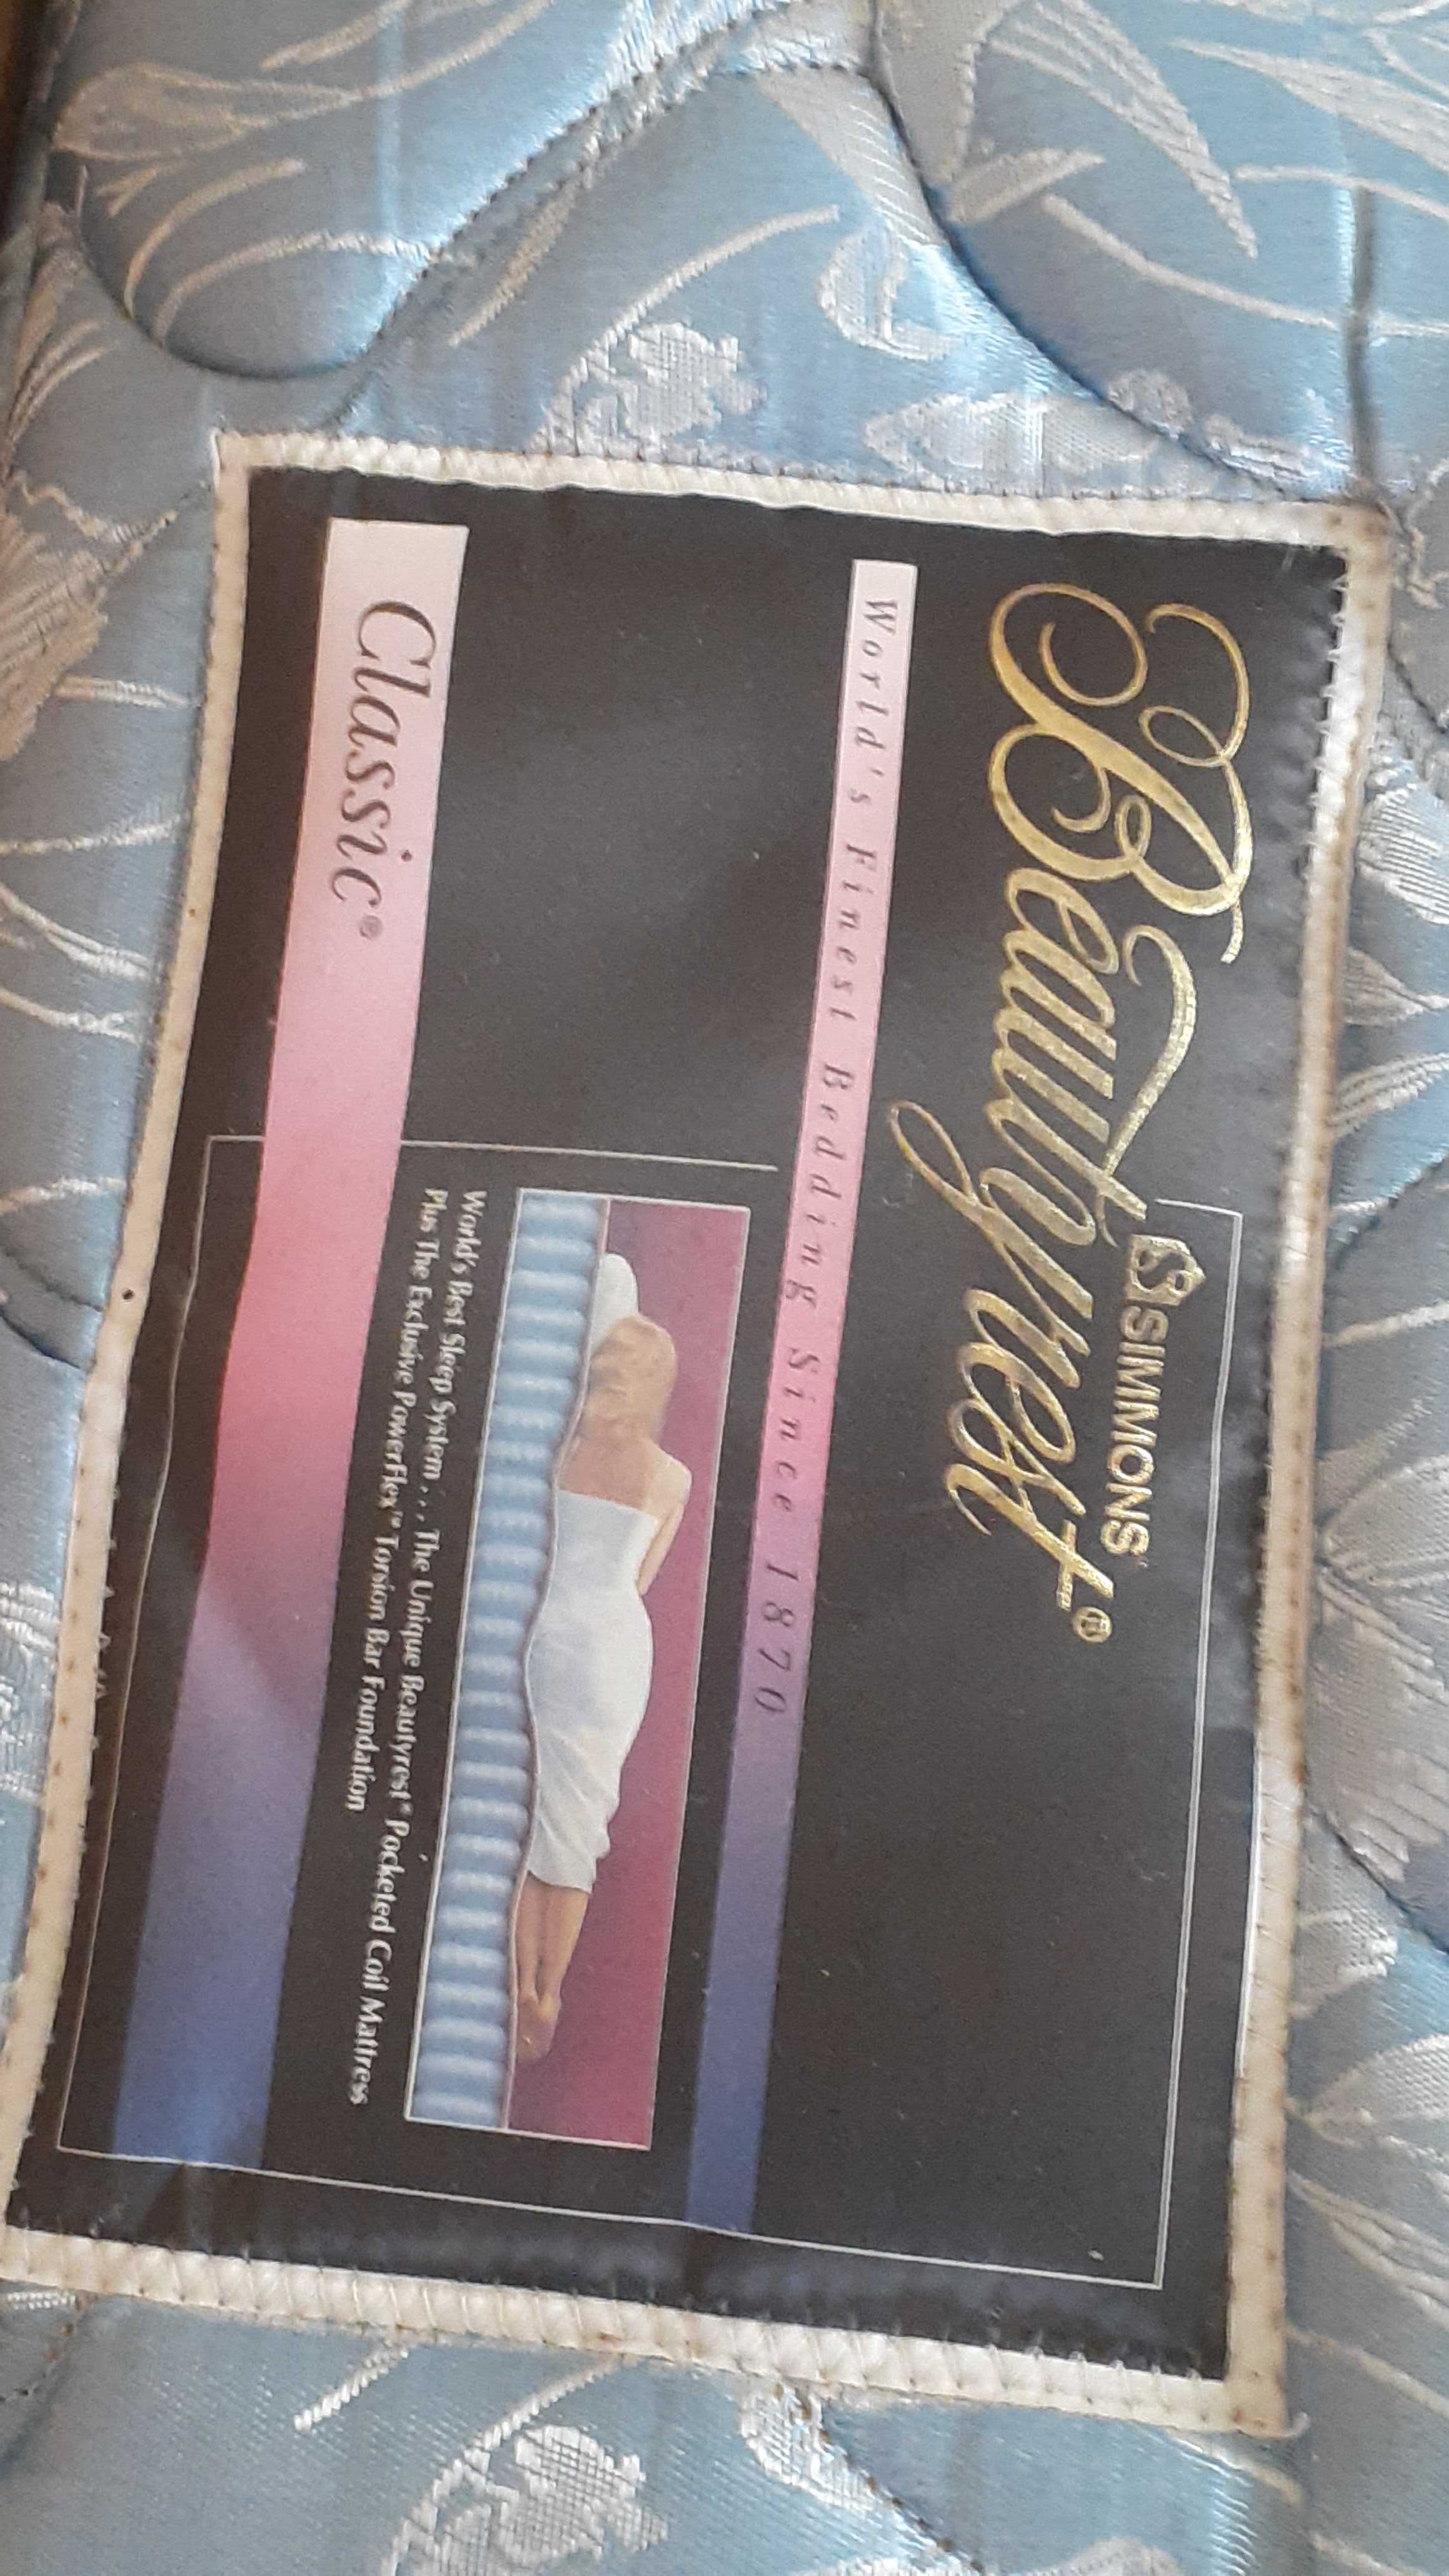 SIMMONS
Beautyrest®
World's Finest Bedding Since 1870
World's Best Sleep System . . . The Unique Beautyrest® Pocketed Coil Mattress
Plus The Exclusive PowerFlex™ Torsion Bar Foundation
Classic®